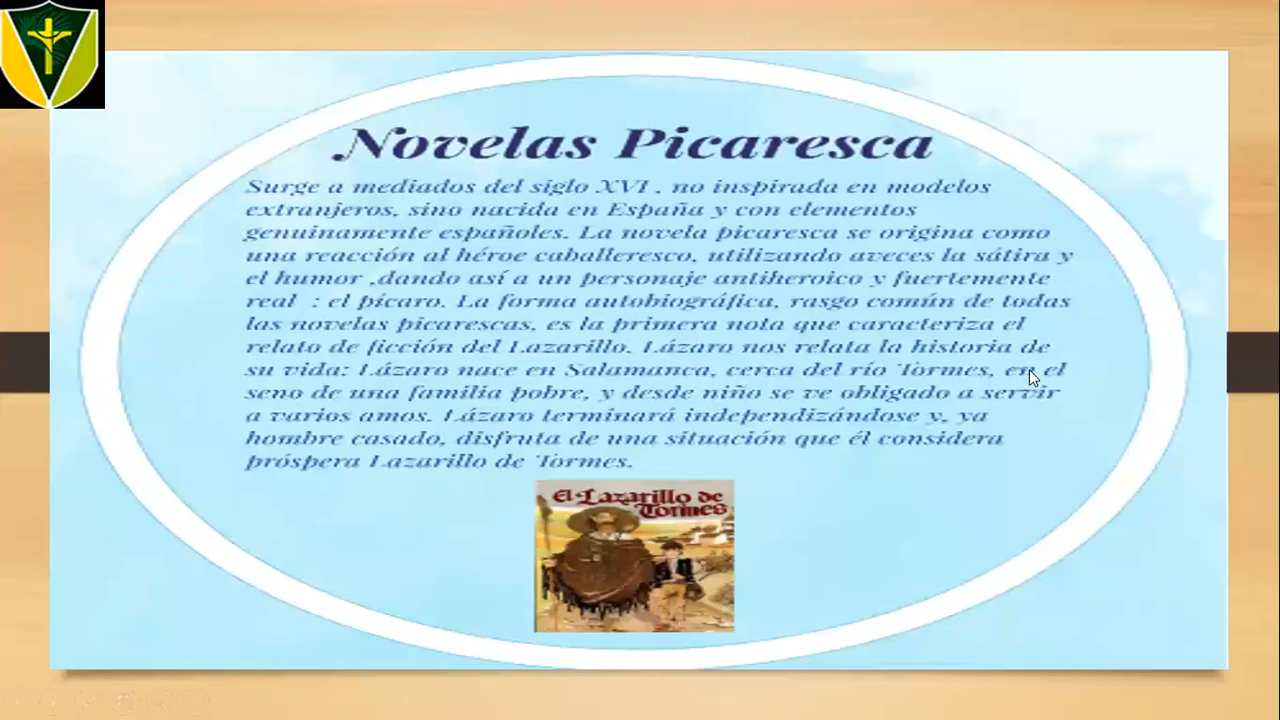 Novelas Picaresca
Surge a mediados del siglo XVI , no inspirada en modelos
extranjeros, sino nacida en España y con elementos
genuinamente españoles. La novela picaresca se origina como
una reacción al héroe caballeresco, utilizando aveces la sátira y
el humor ,dando así a un personaje antiheroico y fuertemente
real : el pícaro. La forma autobiográfica, rasgo común de todas
las novelas picarescas, es la primera nota que caracteriza el
relato de ficción del Lazarillo. Lázaro nos relata la historia de
su vida: Lázaro nace en Salamanca, cerca del río Tormes, en el
seno de una familia pobre, y desde niño se ve obligado a servir
a varios amos. Lázaro terminará independizándose y, ya
hombre casado, disfruta de una situación que él considera
próspera Lazarillo de Tormes.
El Lazarillo de
Tormes